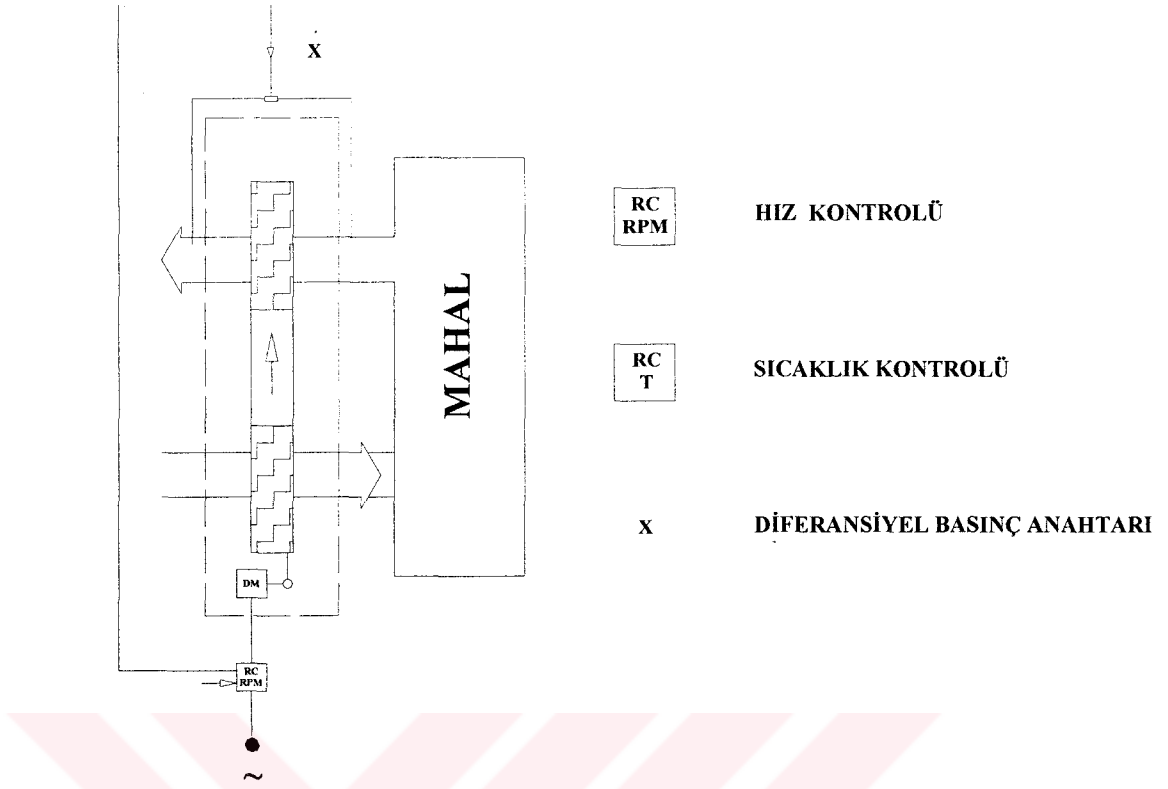 X
RC
RPM
HIZ KONTROLÜ
MAHAL
RC
T
SICAKLIK KONTROLÜ
X
DİFERANSİYEL BASINÇ ANAHTARI
DM
RC
RPM
~